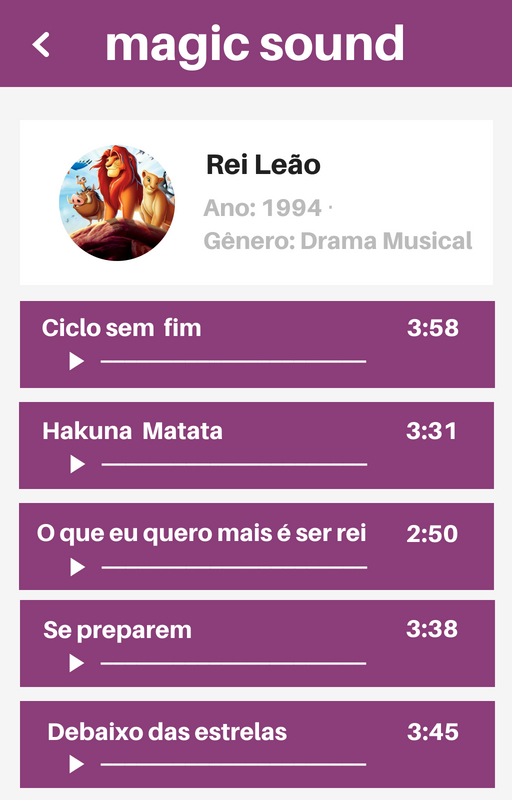 magic sound
Rei Leão
Ano: 1994 ·
Gênero: Drama Musical
Ciclo sem fim 3:58
Hakuna Matata 3:31
O que eu quero mais é ser rei 2:50
Se preparem 3:38
Debaixo das estrelas 3:45